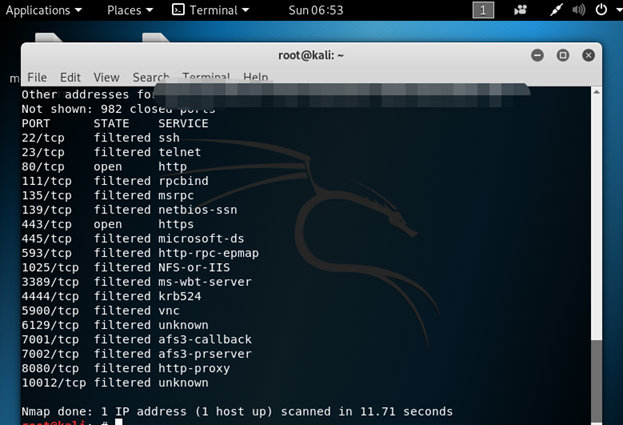 Applications Places Terminal Sun 06:53 1
root@kali: ~
File Edit View Search Terminal Help
Other addresses fo
Not shown: 982 closed ports
PORT STATE SERVICE
22/tcp filtered ssh
23/tcp filtered telnet
80/tcp open http
111/tcp filtered rpcbind
135/tcp filtered msrpc
139/tcp filtered netbios-ssn
443/tcp open https
445/tcp filtered microsoft-ds
593/tcp filtered http-rpc-epmap
1025/tcp filtered NFS-or-IIS
3389/tcp filtered ms-wbt-server
4444/tcp filtered krb524
5900/tcp filtered vnc
6129/tcp filtered unknown
7001/tcp filtered afs3-callback
7002/tcp filtered afs3-prserver
8080/tcp filtered http-proxy
10012/tcp filtered unknown
Nmap done: 1 IP address (1 host up) scanned in 11.71 seconds
root@kali:~#